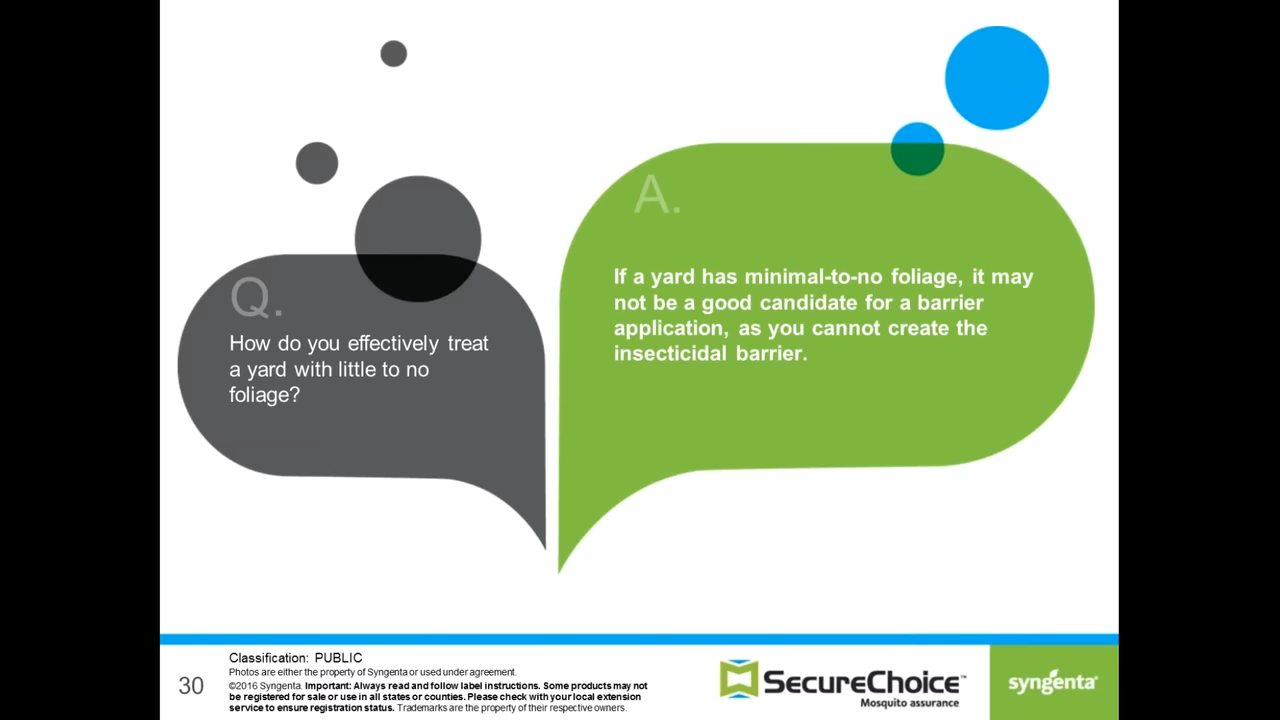 Q.
How do you effectively treat
a yard with little to no
foliage?
A.
If a yard has minimal-to-no foliage, it may
not be a good candidate for a barrier
application, as you cannot create the
insecticidal barrier.
30
Classification: PUBLIC
Photos are either the property of Syngenta or used under agreement.
©2016 Syngenta. Important: Always read and follow label instructions. Some products may not
be registered for sale or use in all states or counties. Please check with your local extension
service to ensure registration status. Trademarks are the property of their respective owners.
SecureChoice™
Mosquito assurance
syngenta®